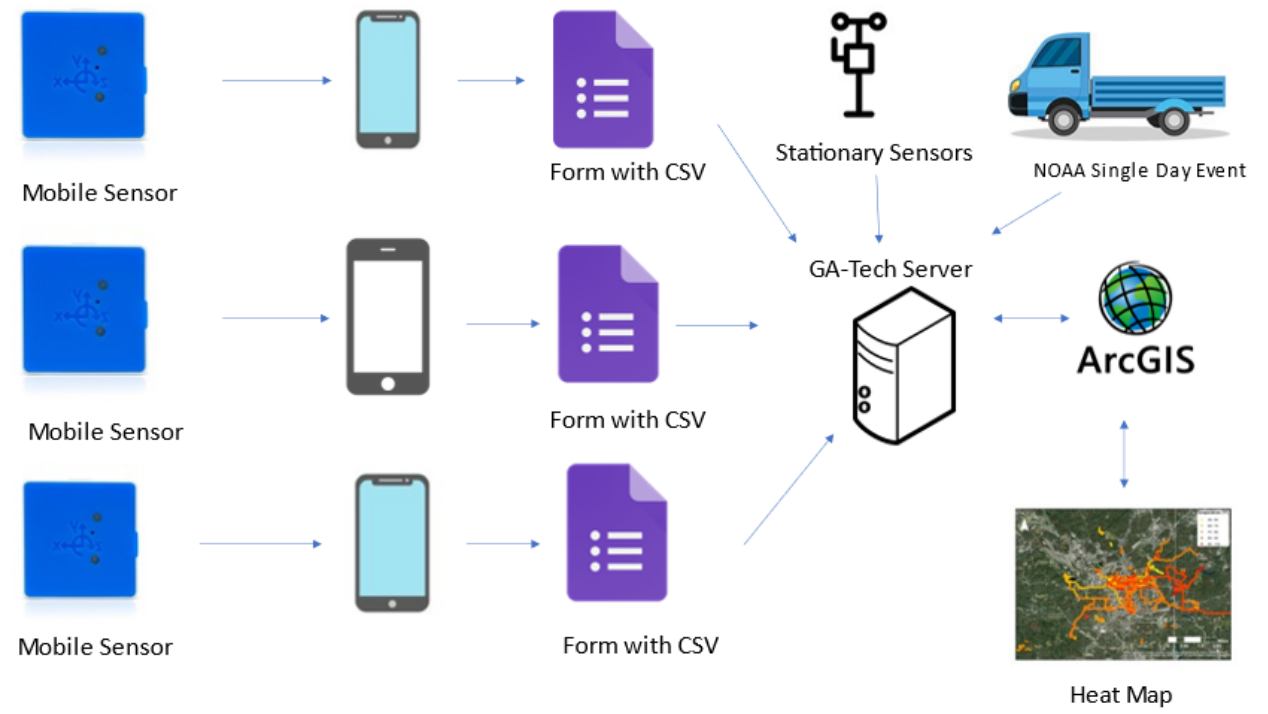 Mobile Sensor
Form with CSV
Stationary Sensors
NOAA Single Day Event
GA-Tech Server
ArcGIS
Mobile Sensor
Form with CSV
Mobile Sensor
Form with CSV
Heat Map